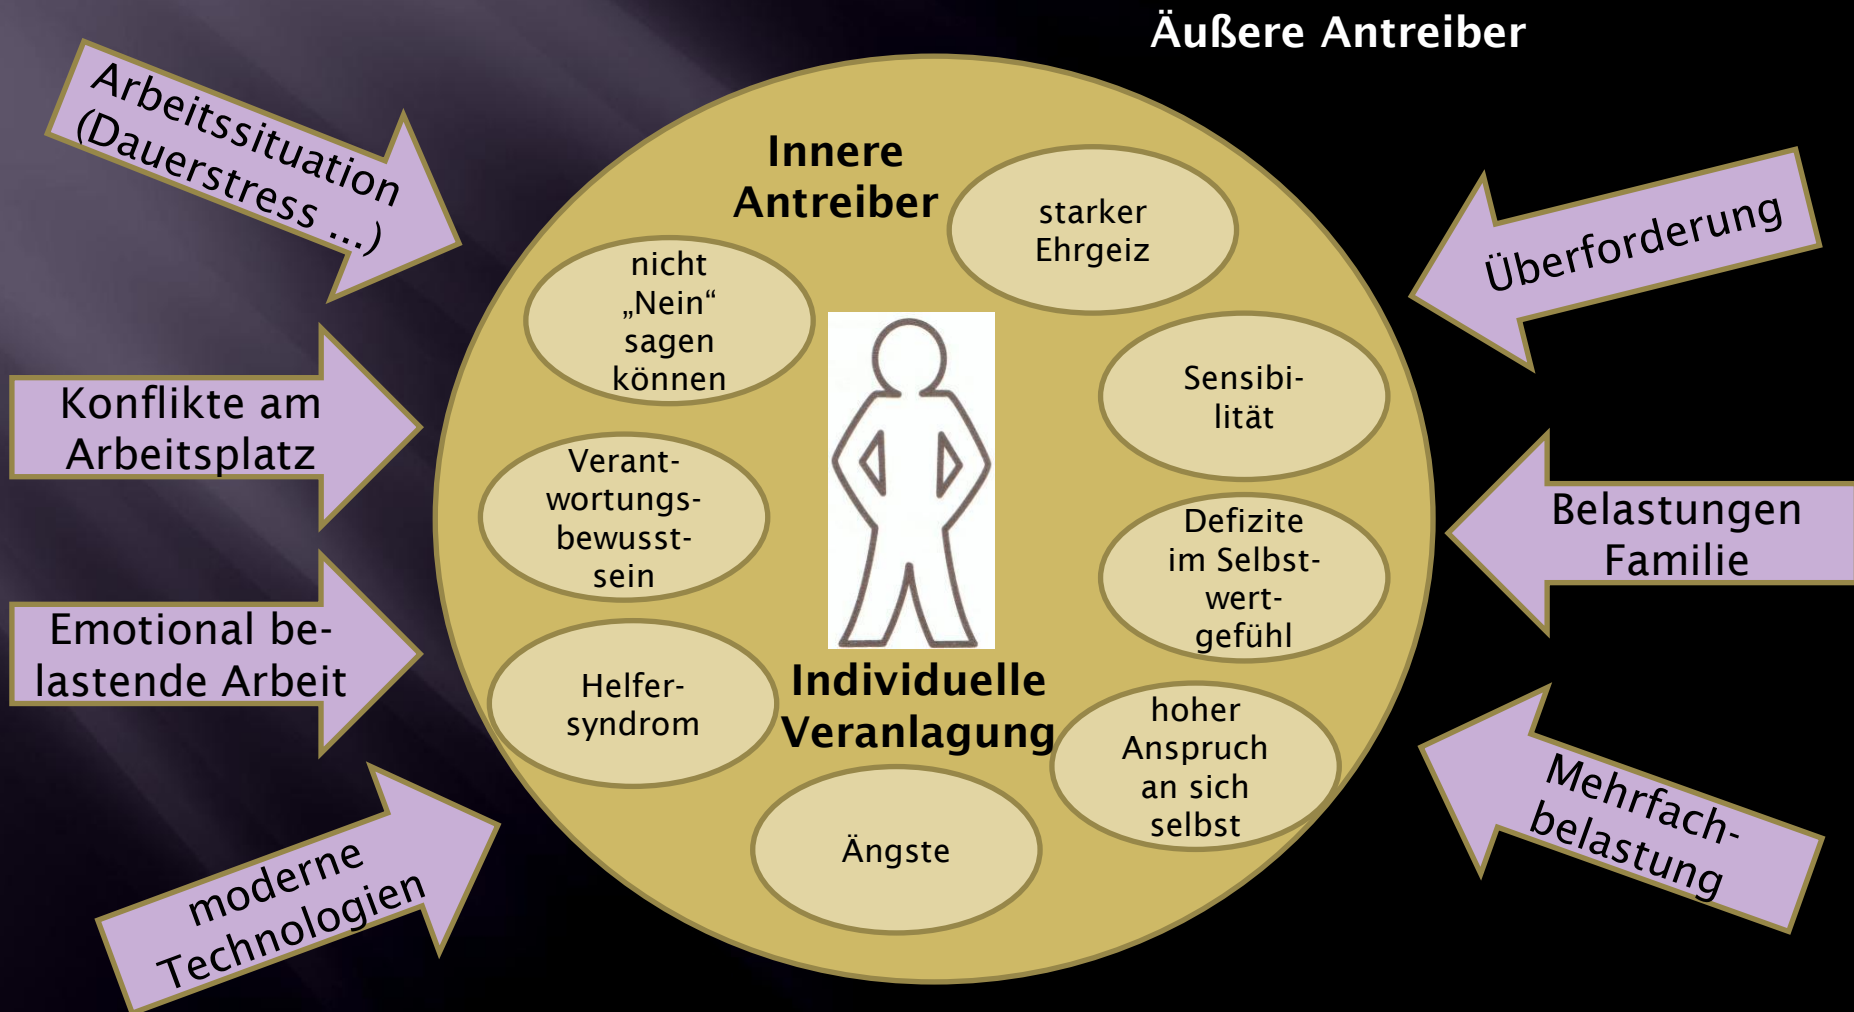 Äußere Antreiber
Arbeitssituation
(Dauerstress ...)
Konflikte am
Arbeitsplatz
Emotional be-
lastende Arbeit
moderne
Technologien
Innere
Antreiber
starker
Ehrgeiz
nicht
„Nein“
sagen
können
Sensibi-
lität
Verant-
wortungs-
bewusst-
sein
Defizite
im Selbst-
wert-
gefühl
Helfer-
syndrom
Individuelle
Veranlagung
hoher
Anspruch
an sich
selbst
Ängste
Überforderung
Belastungen
Familie
Mehrfach-
belastung